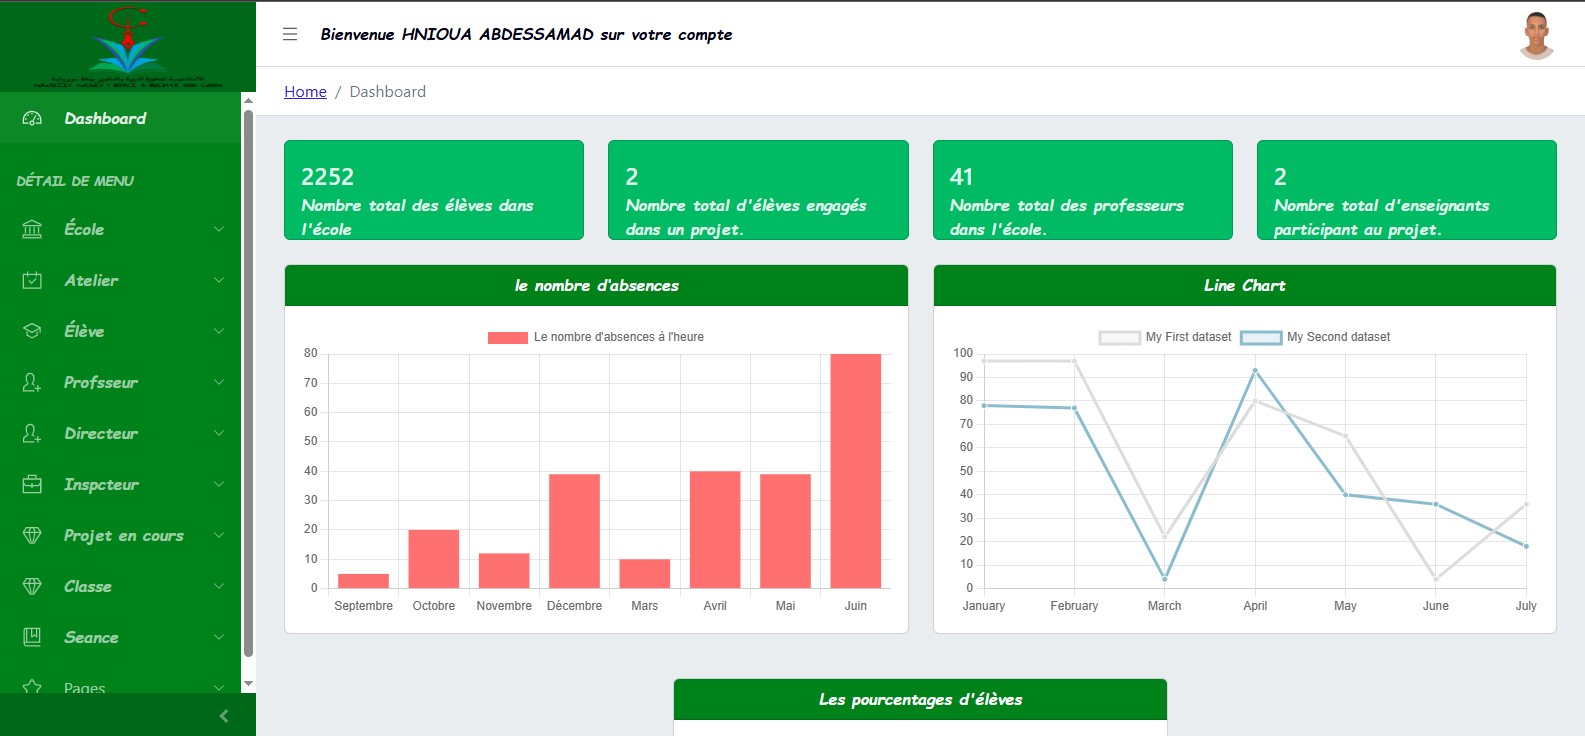 Bienvenue HNIOUA ABDESSAMAD sur votre compte
Home / Dashboard
Dashboard
DÉTAIL DE MENU
École
Atelier
Élève
Profsseur
Directeur
Inspcteur
Projet en cours
Classe
Seance
Pages
2252
Nombre total des élèves dans
l'école
2
Nombre total d'élèves engagés
dans un projet.
41
Nombre total des professeurs
dans l'école.
2
Nombre total d'enseignants
participant au projet.
le nombre d'absences
Le nombre d'absences à l'heure
80
70
60
50
40
30
20
10
0
Septembre Octobre Novembre Décembre Mars Avril Mai Juin
Line Chart
My First dataset My Second dataset
100
90
80
70
60
50
40
30
20
10
0
January February March April May June July
Les pourcentages d'élèves